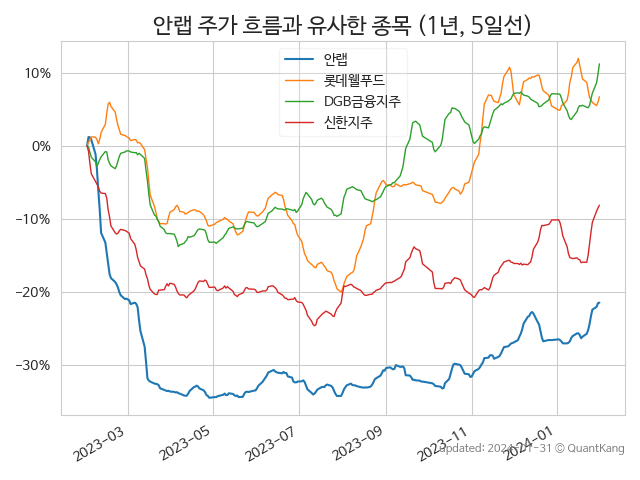 안랩 주가 흐름과 유사한 종목 (1년, 5일선)
안랩
롯데웰푸드
DGB금융지주
신한지주
10%
0%
−10%
−20%
−30%
2023-03
2023-05
2023-07
2023-09
2023-11
2024-01
updated: 2024-01-31 © QuantKang